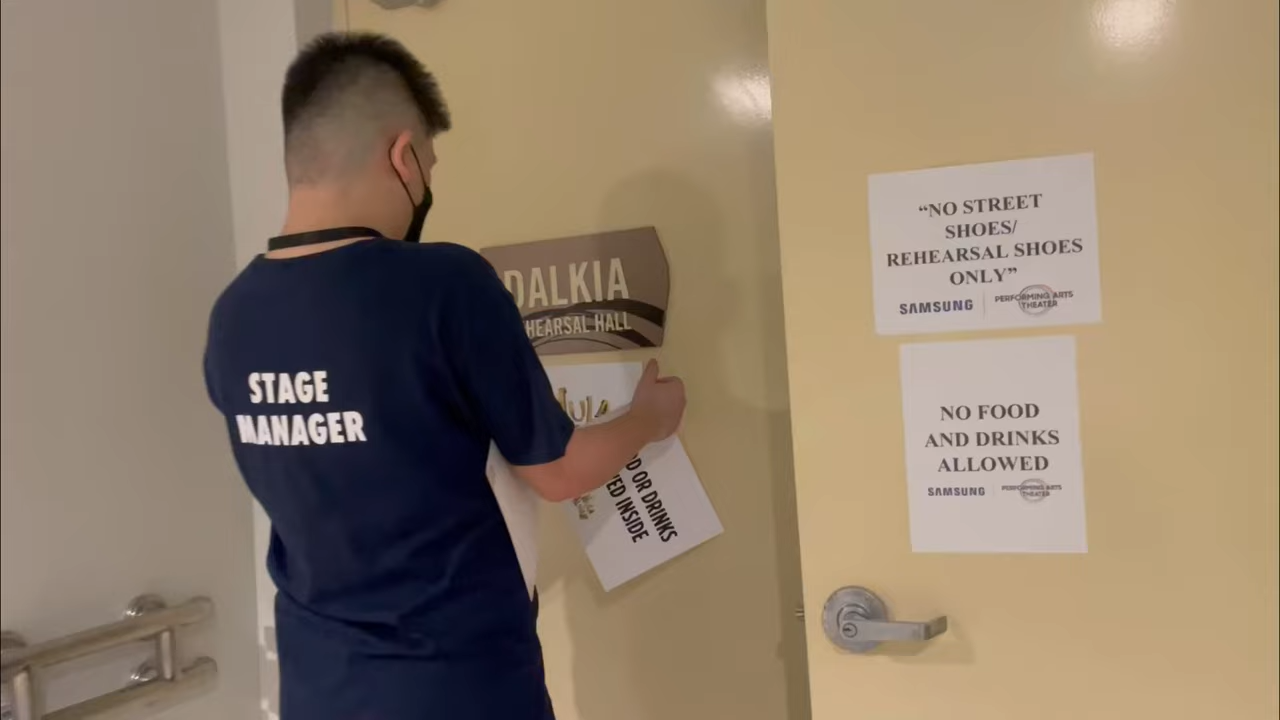 STAGE
MANAGER
DALKIA
HEARSAL HALL
OR DRINKS
INSIDE
“NO STREET
SHOES/
REHEARSAL SHOES
ONLY”
SAMSUNG
PERFORMING ARTS
THEATER
NO FOOD
AND DRINKS
ALLOWED
SAMSUNG
PERFORMING ARTS
THEATER